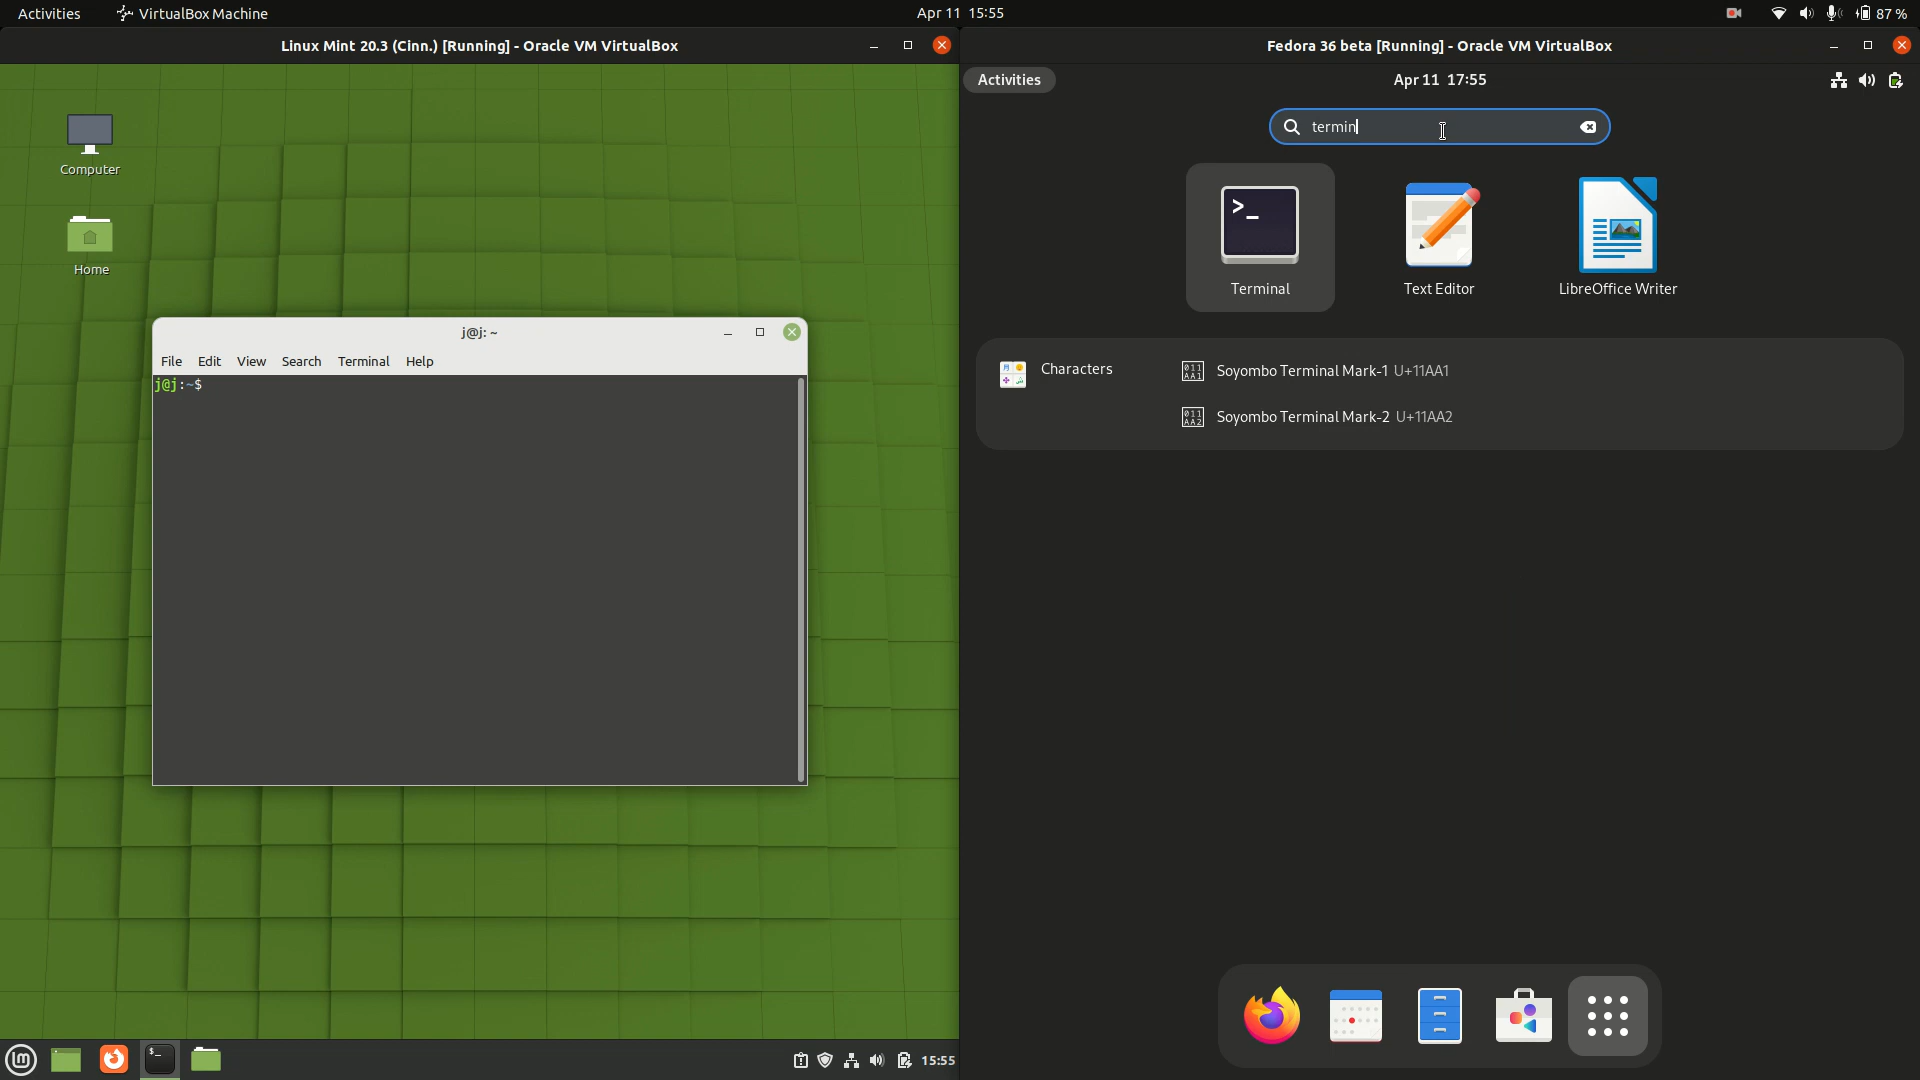 Activities VirtualBox Machine Apr 11 15:55 87 %
Linux Mint 20.3 (Cinn.) [Running] - Oracle VM VirtualBox
Computer
Home
j@j: ~
File Edit View Search Terminal Help
j@j:~$
15:55
Fedora 36 beta [Running] - Oracle VM VirtualBox
Activities Apr 11 17:55
termin
Terminal Text Editor LibreOffice Writer
Characters
Soyombo Terminal Mark-1 U+11AA1
Soyombo Terminal Mark-2 U+11AA2